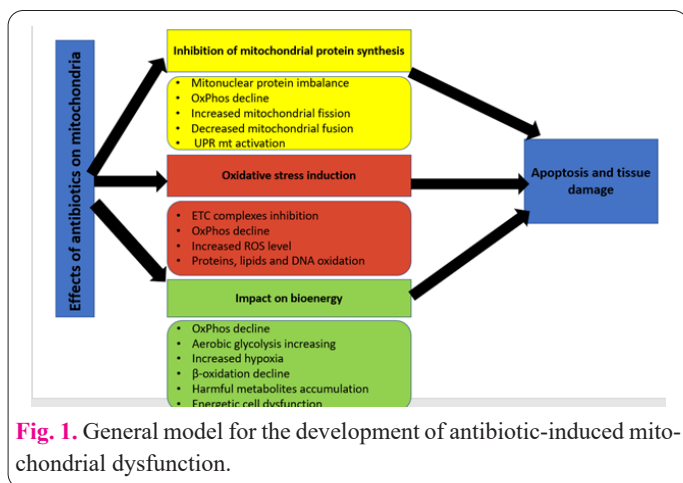 Effects of antibiotics on mitochondria
Inhibition of mitochondrial protein synthesis
• Mitonuclear protein imbalance
• OxPhos decline
• Increased mitochondrial fission
• Decreased mitochondrial fusion
• UPR mt activation
Oxidative stress induction
• ETC complexes inhibition
• OxPhos decline
• Increased ROS level
• Proteins, lipids and DNA oxidation
Impact on bioenergy
• OxPhos decline
• Aerobic glycolysis increasing
• Increased hypoxia
• β-oxidation decline
• Harmful metabolites accumulation
• Energetic cell dysfunction
Apoptosis and tissue
damage
Fig. 1. General model for the development of antibiotic-induced mito-
chondrial dysfunction.